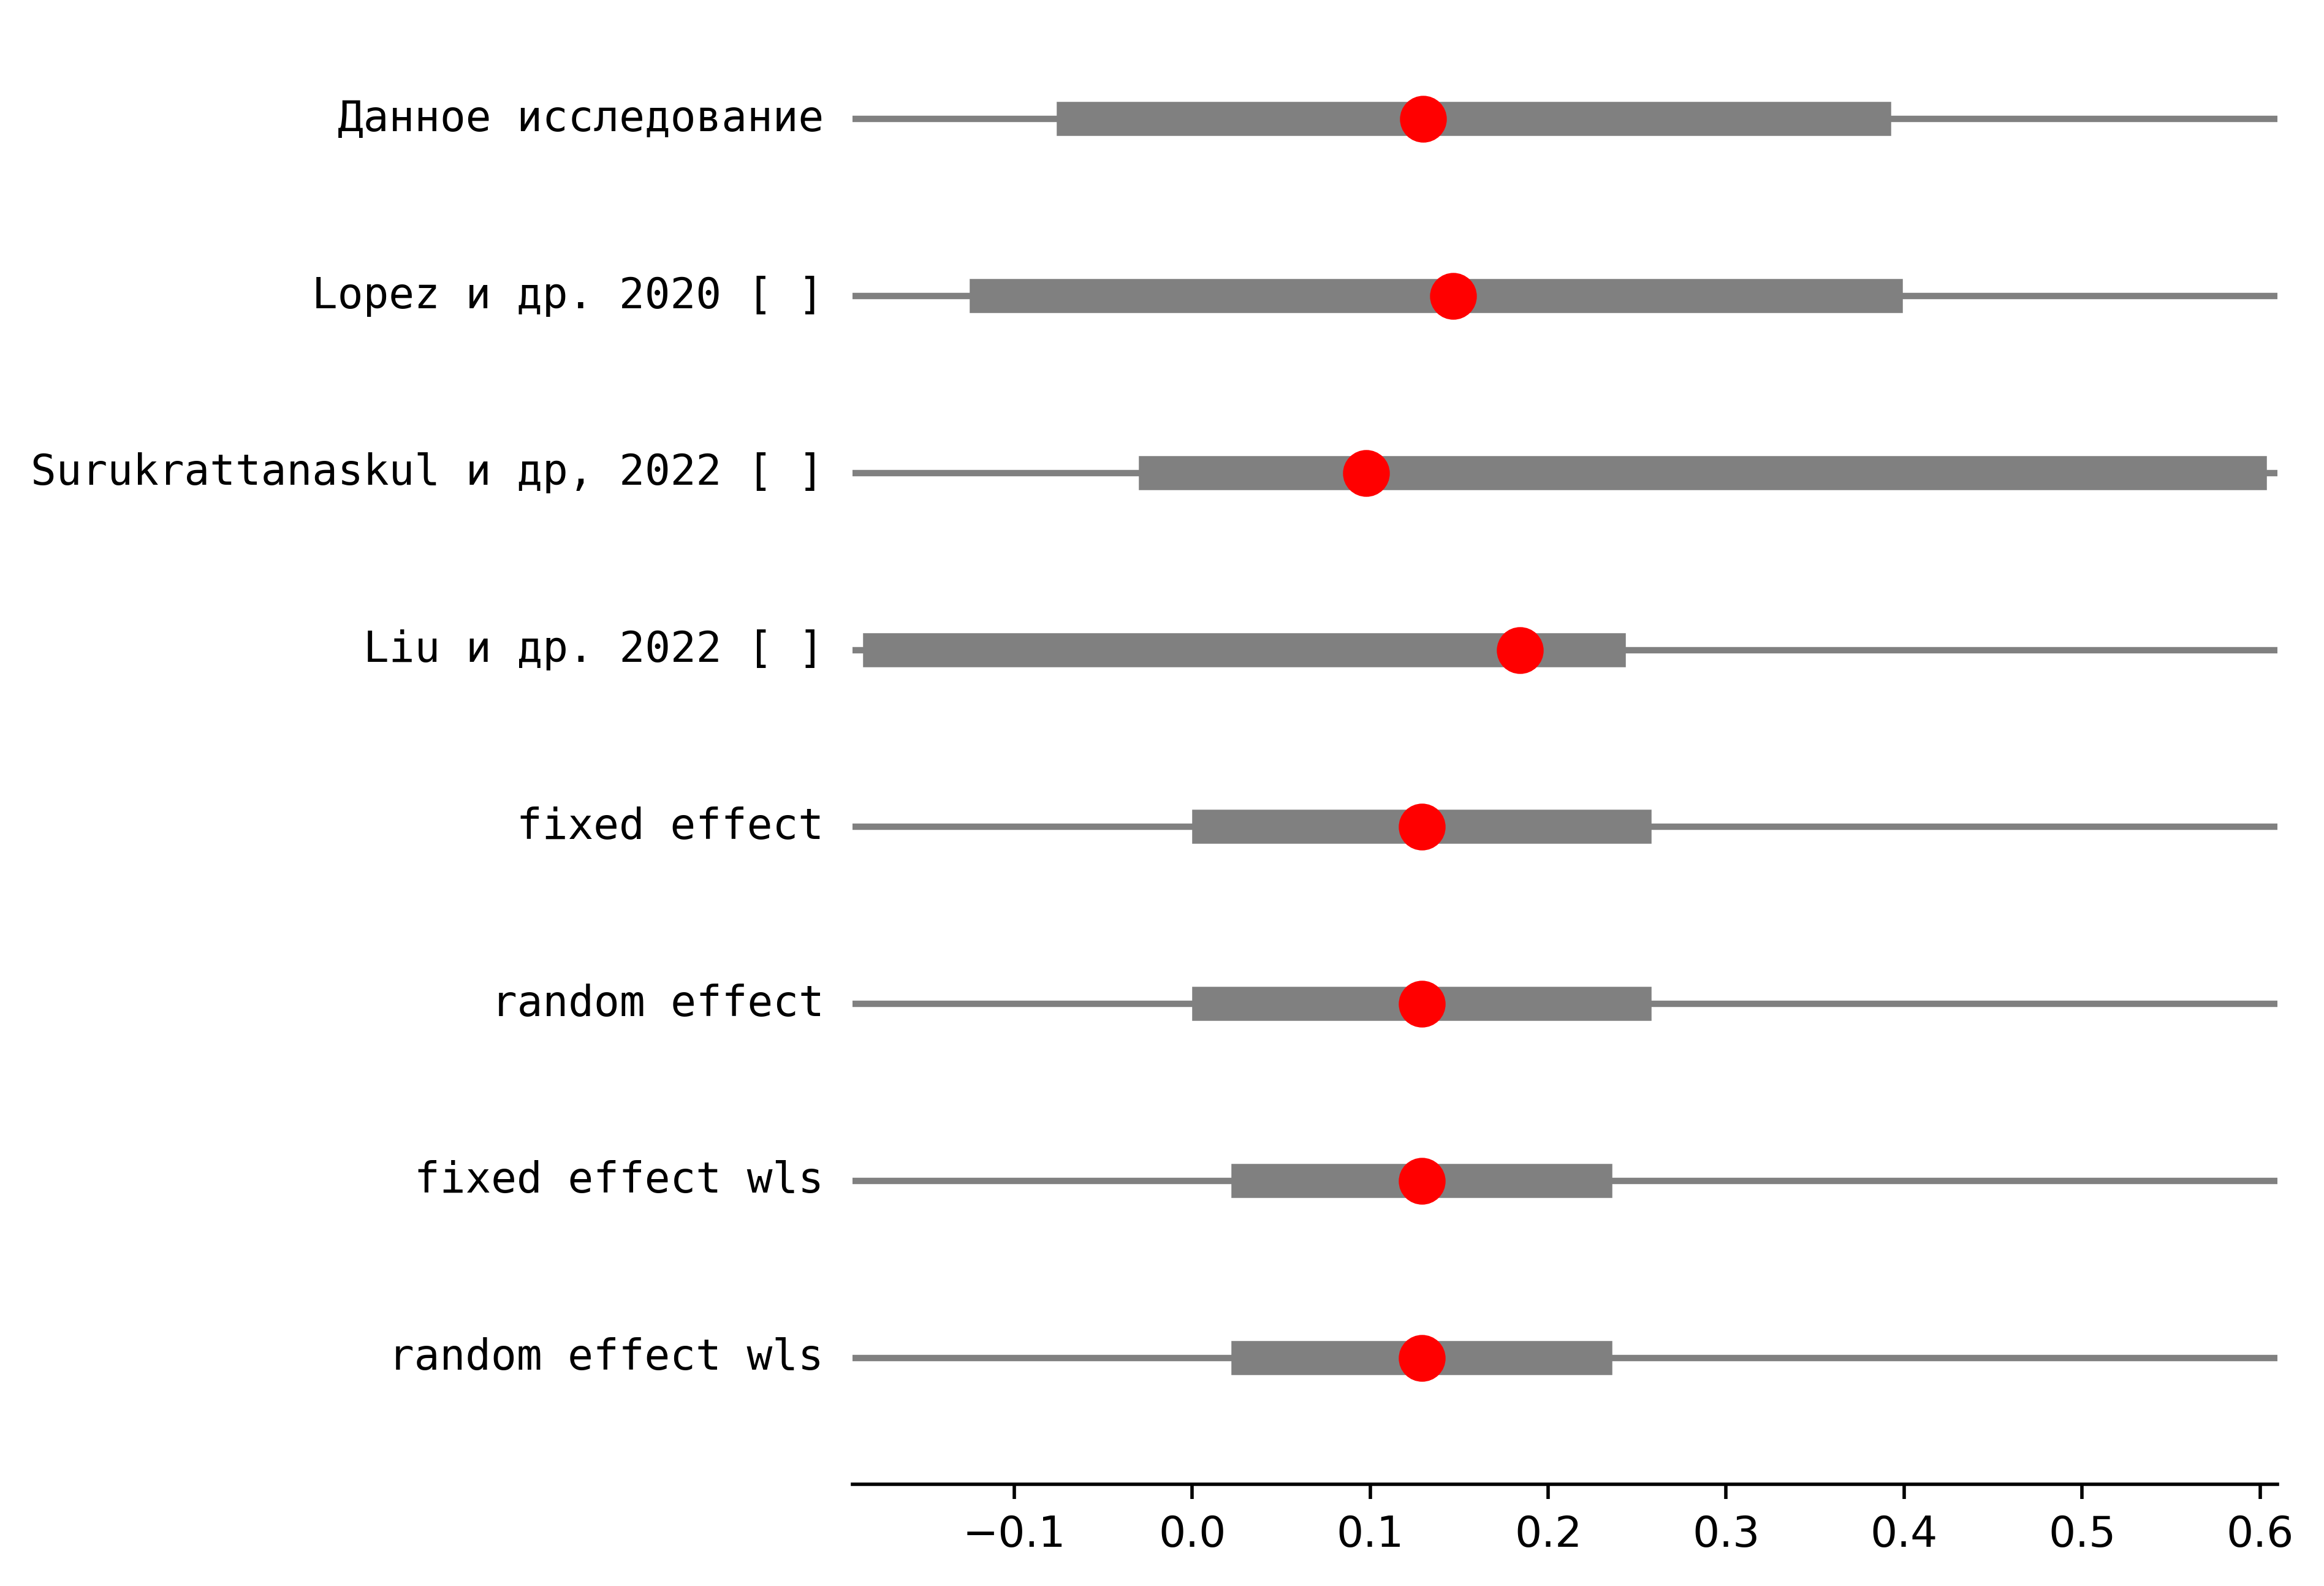 Данное исследование
Lopez и др. 2020 [ ]
Surukrattanaskul и др, 2022 [ ]
Liu и др. 2022 [ ]
fixed effect
random effect
fixed effect wls
random effect wls
−0.1 0.0 0.1 0.2 0.3 0.4 0.5 0.6